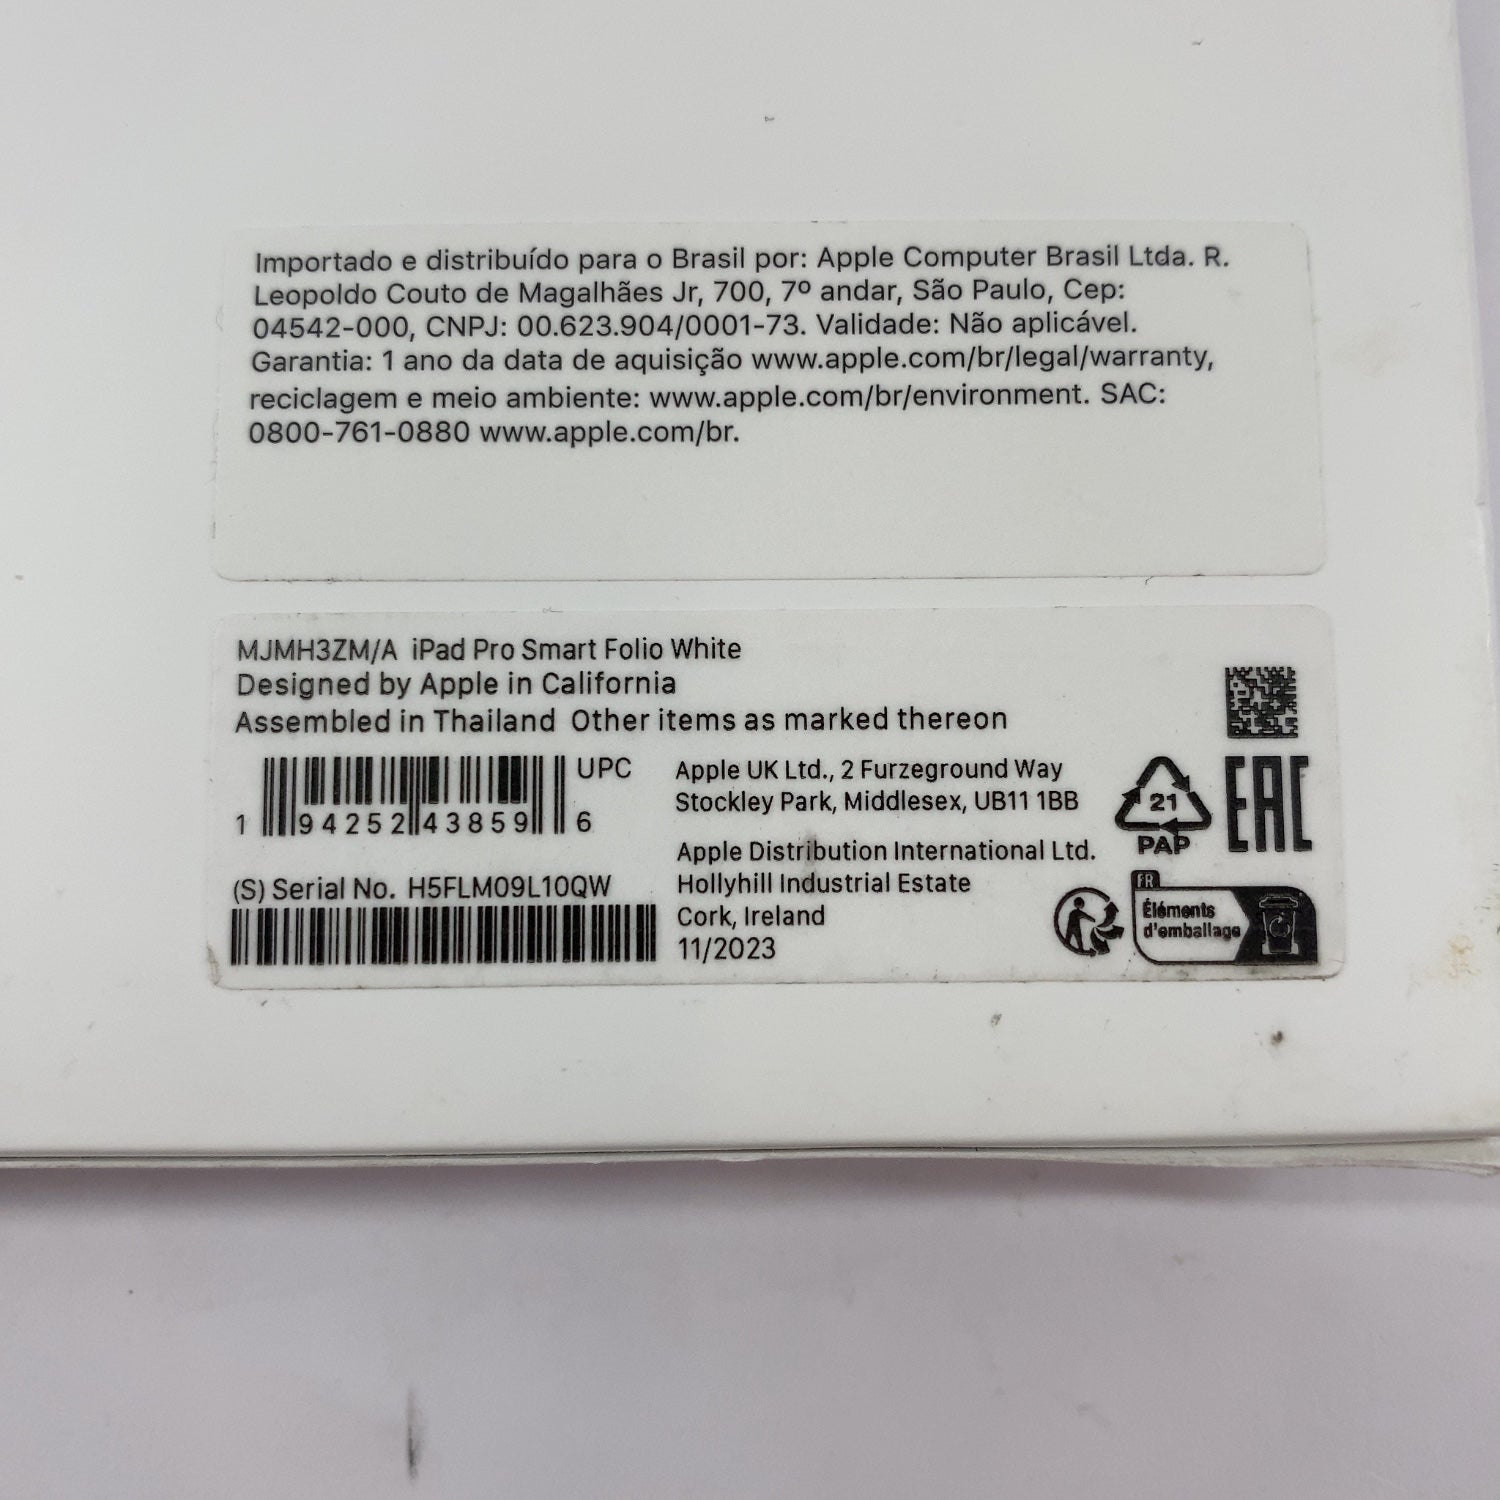 Importado e distribuído para o Brasil por: Apple Computer Brasil Ltda. R.
Leopoldo Couto de Magalhães Jr, 700, 7º andar, São Paulo, Cep:
04542-000, CNPJ: 00.623.904/0001-73. Validade: Não aplicável.
Garantia: 1 ano da data de aquisição www.apple.com/br/legal/warranty,
reciclagem e meio ambiente: www.apple.com/br/environment. SAC:
0800-761-0880 www.apple.com/br.
MJMH3ZM/A iPad Pro Smart Folio White
Designed by Apple in California
Assembled in Thailand Other items as marked thereon
UPC
1 94252 43859 6
(S) Serial No. H5FLM09L10QW
Apple UK Ltd., 2 Furzeground Way
Stockley Park, Middlesex, UB11 1BB
Apple Distribution International Ltd.
Hollyhill Industrial Estate
Cork, Ireland
11/2023
21
PAP
EAC
FR
Éléments
d'emballage